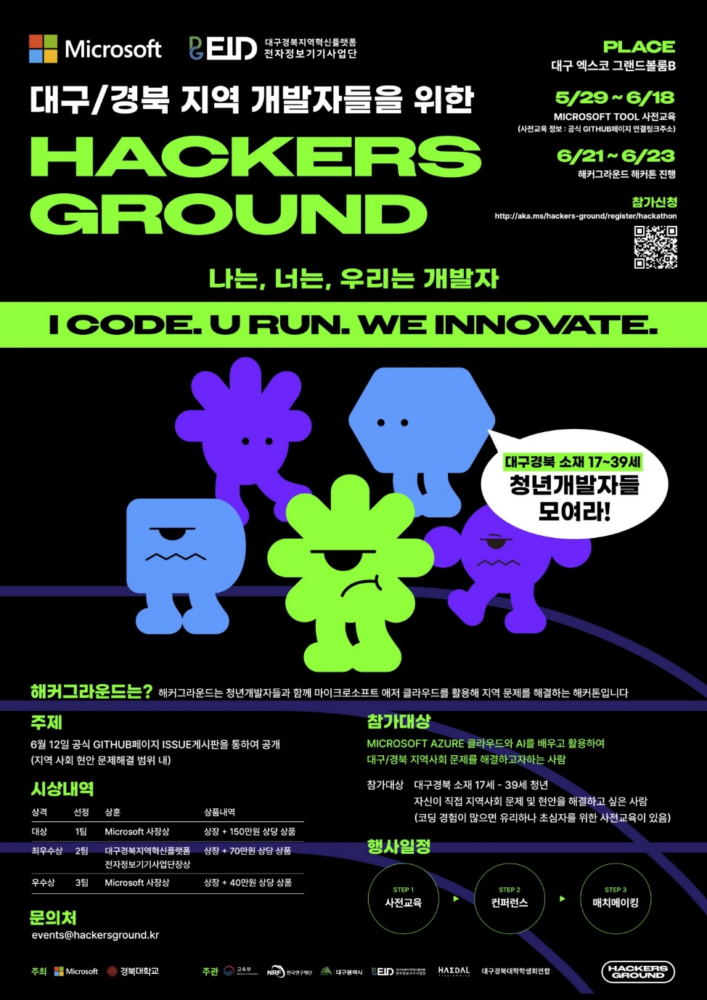 Microsoft
DG EID 대구경북지역혁신플랫폼
전자정보기기사업단
대구/경북 지역 개발자들을 위한
HACKERS
GROUND
PLACE
대구 엑스코 그랜드볼룸B
5/29 ~ 6/18
MICROSOFT TOOL 사전교육
(사전교육 정보 : 공식 GITHUB페이지 연결링크주소)
6/21 ~ 6/23
해커그라운드 해커톤 진행
참가신청
http://aka.ms/hackers-ground/register/hackathon
나는, 너는, 우리는 개발자
I CODE. U RUN. WE INNOVATE.
대구경북 소재 17~39세
청년개발자들
모여라!
해커그라운드는? 해커그라운드는 청년개발자들과 함께 마이크로소프트 애저 클라우드를 활용해 지역 문제를 해결하는 해커톤입니다
주제
6월 12일 공식 GITHUB페이지 ISSUE게시판을 통하여 공개
(지역 사회 현안 문제해결 범위 내)
시상내역
상격 선정 상훈 상품내역
대상 1팀 Microsoft 사장상 상장 + 150만원 상당 상품
최우수상 2팀 대구경북지역혁신플랫폼 상장 + 70만원 상당 상품
전자정보기기사업단장상
우수상 3팀 Microsoft 사장상 상장 + 40만원 상당 상품
문의처
events@hackersground.kr
참가대상
MICROSOFT AZURE 클라우드와 AI를 배우고 활용하여
대구/경북 지역사회 문제를 해결하고자하는 사람
참가대상 대구경북 소재 17세 - 39세 청년
자신이 직접 지역사회 문제 및 현안을 해결하고 싶은 사람
(코딩 경험이 많으면 유리하나 초심자를 위한 사전교육이 있음)
행사일정
STEP 1
사전교육
STEP 2
컨퍼런스
STEP 3
매치메이킹
주최 Microsoft 경북대학교
주관 교육부 Ministry of Education NRF 한국연구재단 대구광역시 DG EID 대구경북지역혁신플랫폼 전자정보기기사업단 HAEDAL Programming 대구경북대학학생회연합
HACKERS
GROUND